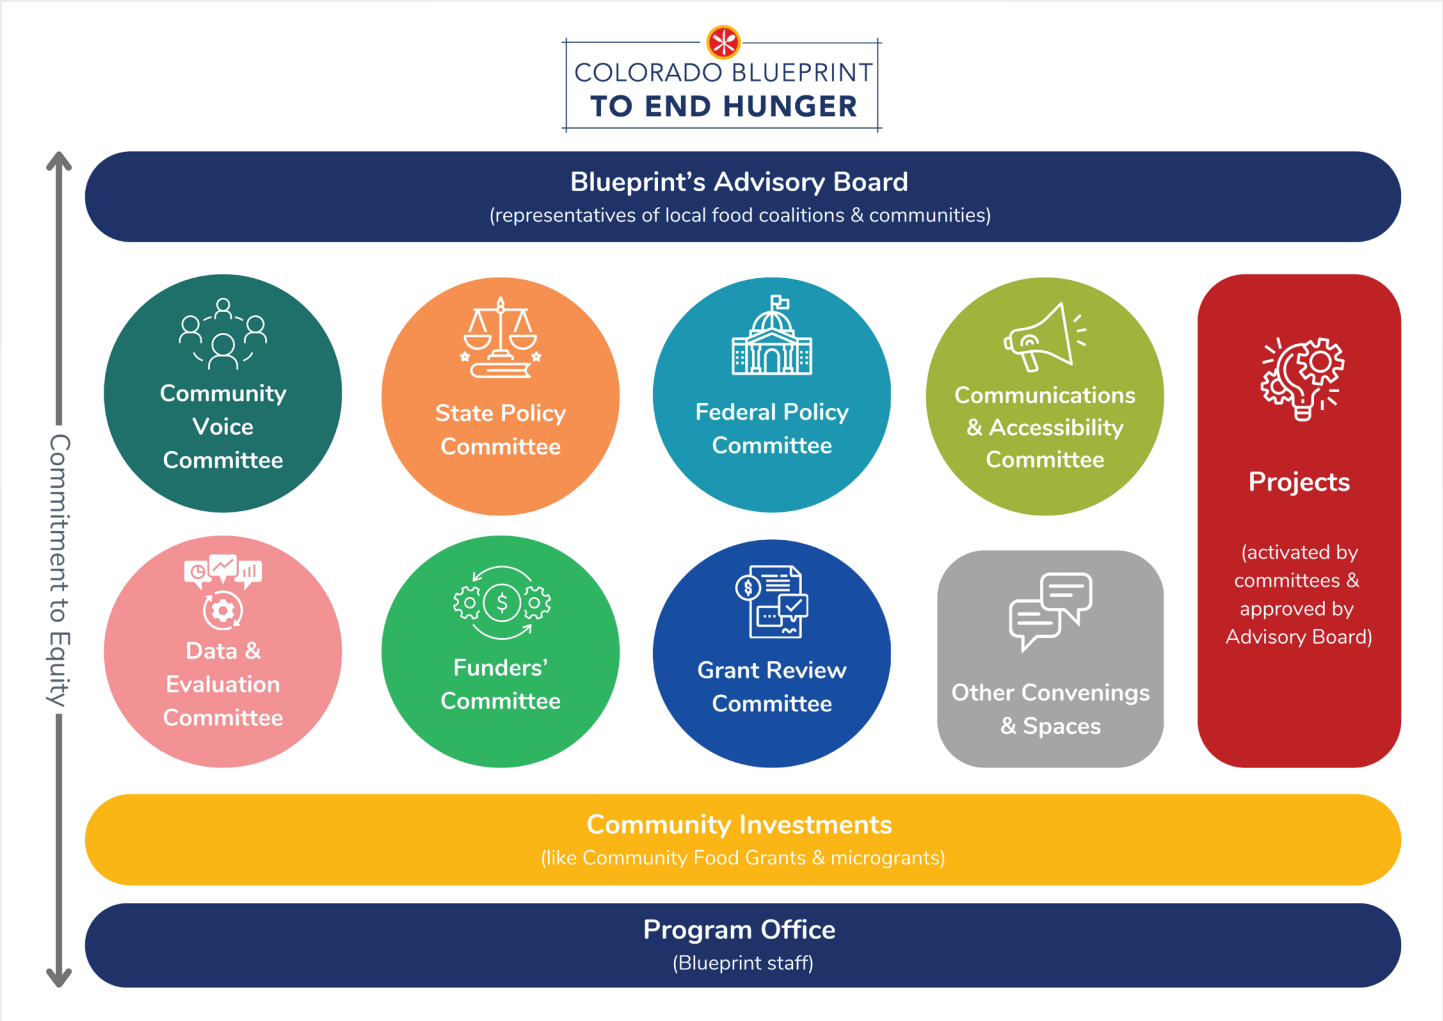 COLORADO BLUEPRINT
TO END HUNGER
Blueprint’s Advisory Board
(representatives of local food coalitions & communities)
Commitment to Equity
Community
Voice
Committee
State Policy
Committee
Federal Policy
Committee
Communications
& Accessibility
Committee
Projects
(activated by
committees &
approved by
Advisory Board)
Data &
Evaluation
Committee
Funders’
Committee
Grant Review
Committee
Other Convenings
& Spaces
Community Investments
(like Community Food Grants & microgrants)
Program Office
(Blueprint staff)